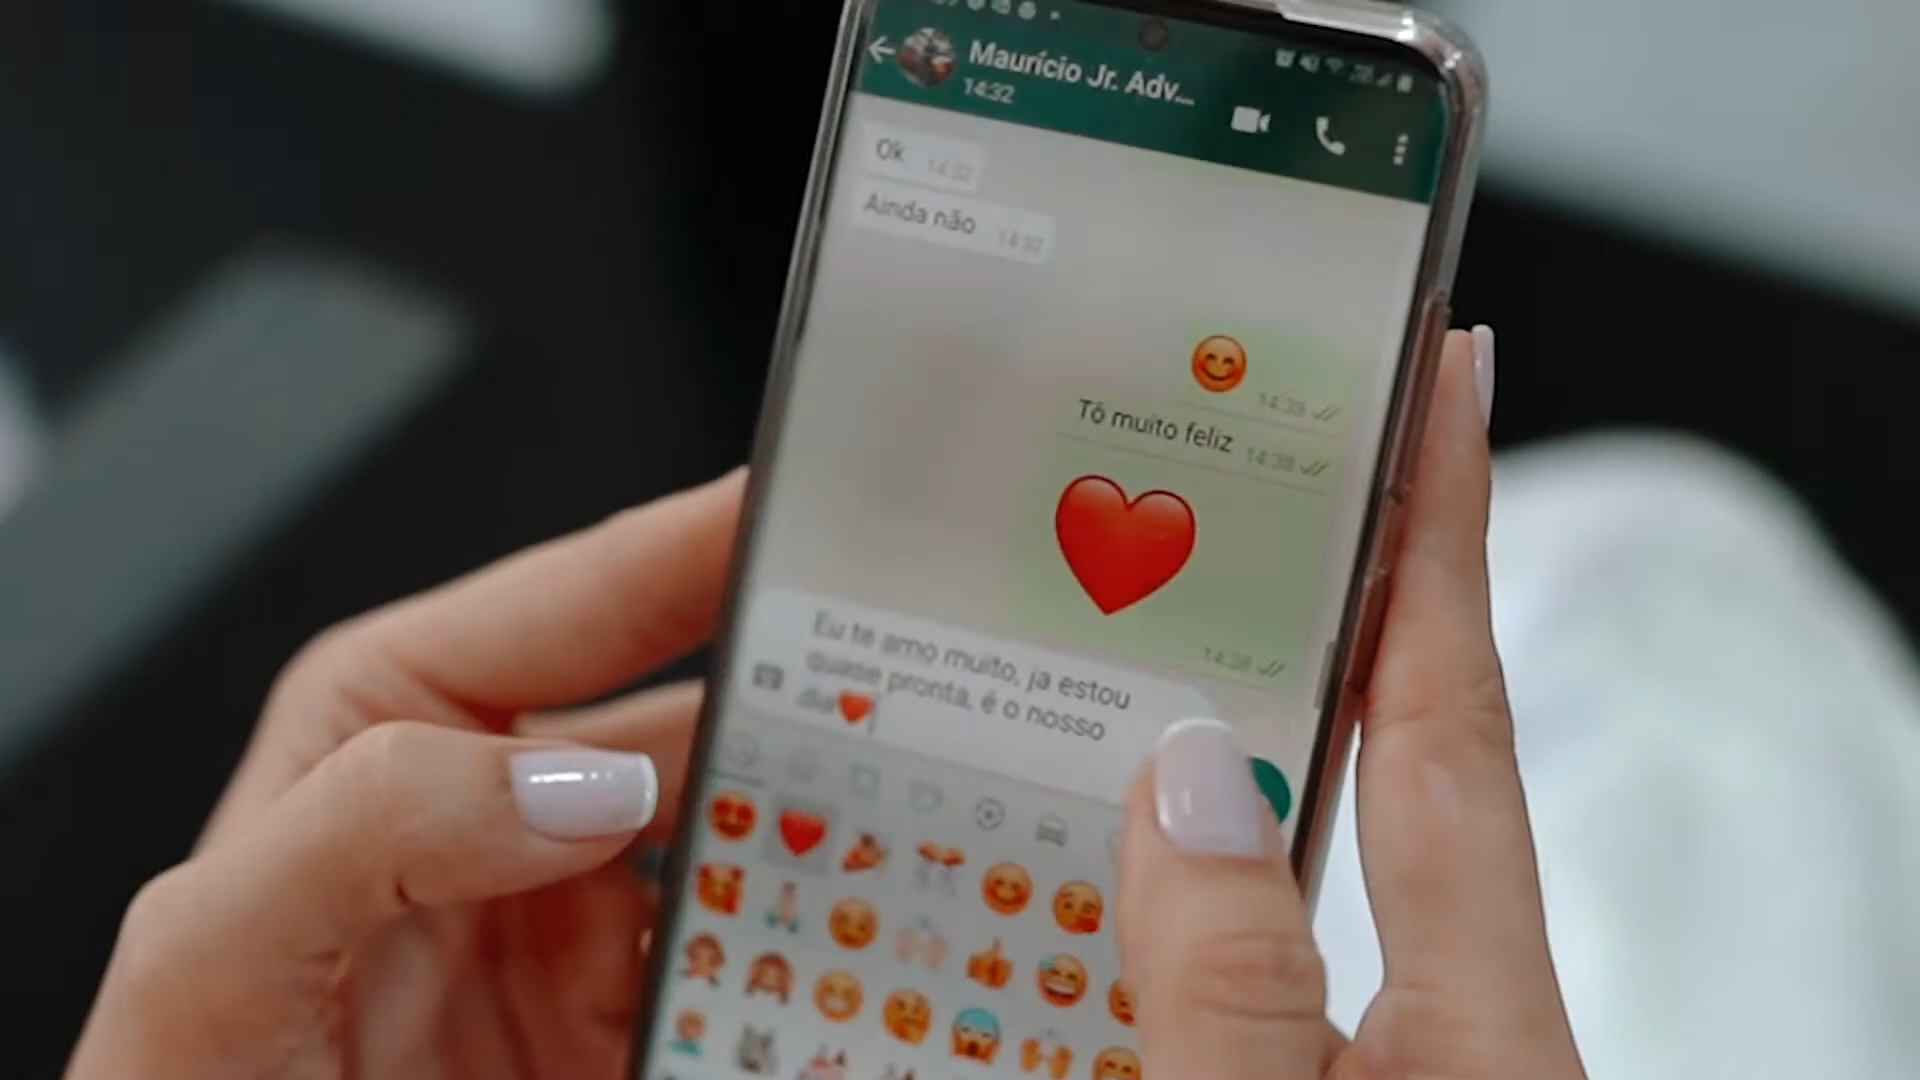 Maurício Jr. Adv...
14:32
Ok 14:32
Ainda não 14:32
14:38
Tô muito feliz 14:38
14:38
Eu te amo muito, ja estou
quase pronta, é o nosso
dia